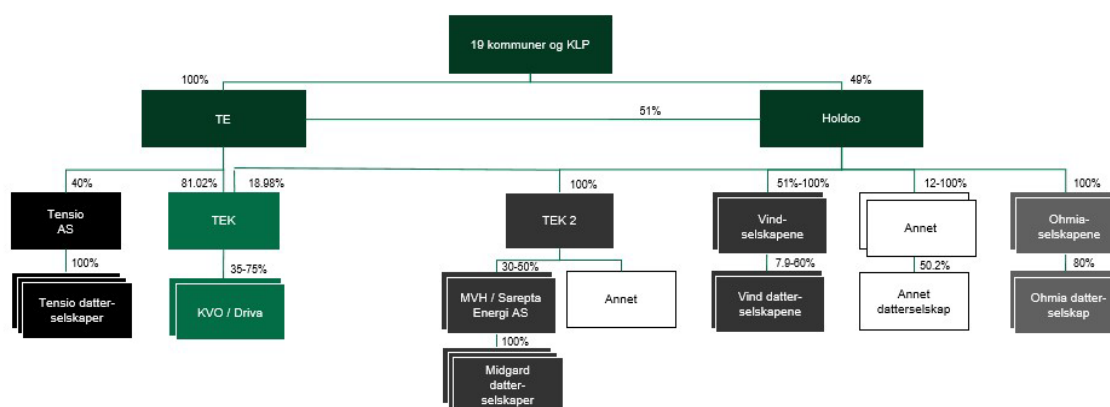 19 kommuner og KLP
100%
49%
TE
51%
Holdco
40%
81.02%
18.98%
100%
51%-100%
12-100%
100%
Tensio
AS
TEK
TEK 2
Vind-
selskapene
Annet
Ohmia-
selskapene
100%
35-75%
30-50%
7.9-60%
50.2%
80%
Tensio datter-
selskaper
KVO / Driva
MVH / Sarepta
Energi AS
Annet
Vind datter-
selskapene
Annet
datterselskap
Ohmia datter-
selskap
100%
Midgard
datter-
selskaper